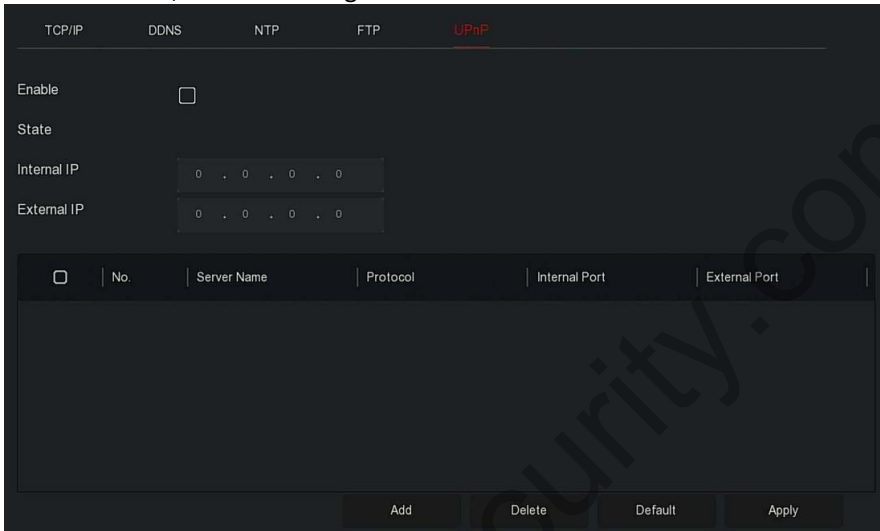 TCP/IP DDNS NTP FTP UPnP
Enable
State
Internal IP 0 . 0 . 0 . 0
External IP 0 . 0 . 0 . 0
No. Server Name Protocol Internal Port External Port
Add Delete Default Apply